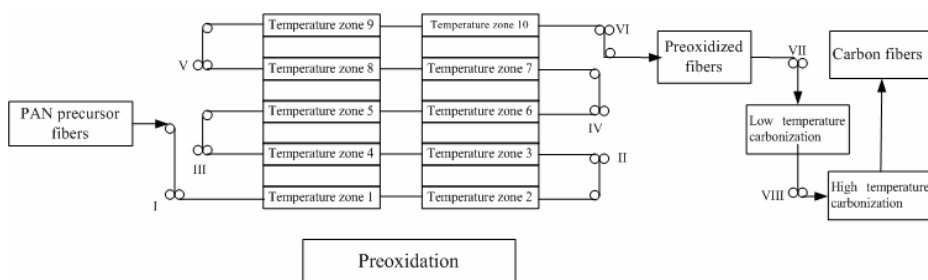 Temperature zone 9
Temperature zone 10
VI
V
Temperature zone 8
Temperature zone 7
Preoxidized
fibers
VII
Carbon fibers
PAN precursor
fibers
Temperature zone 5
Temperature zone 6
IV
Low temperature
carbonization
III
Temperature zone 4
Temperature zone 3
II
I
Temperature zone 1
Temperature zone 2
VIII
High temperature
carbonization
Preoxidation